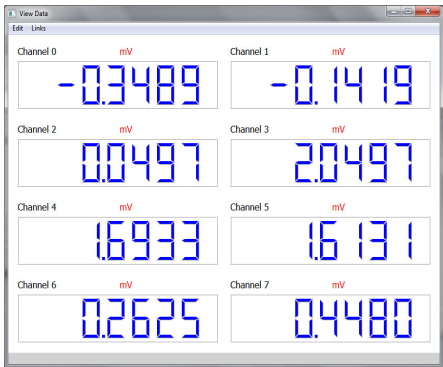 View Data
Edit Links
Channel 0 mV Channel 1 mV
-0.3489 -0.1419
Channel 2 mV Channel 3 mV
0.0497 2.0497
Channel 4 mV Channel 5 mV
1.6933 1.6131
Channel 6 mV Channel 7 mV
0.2625 0.4480